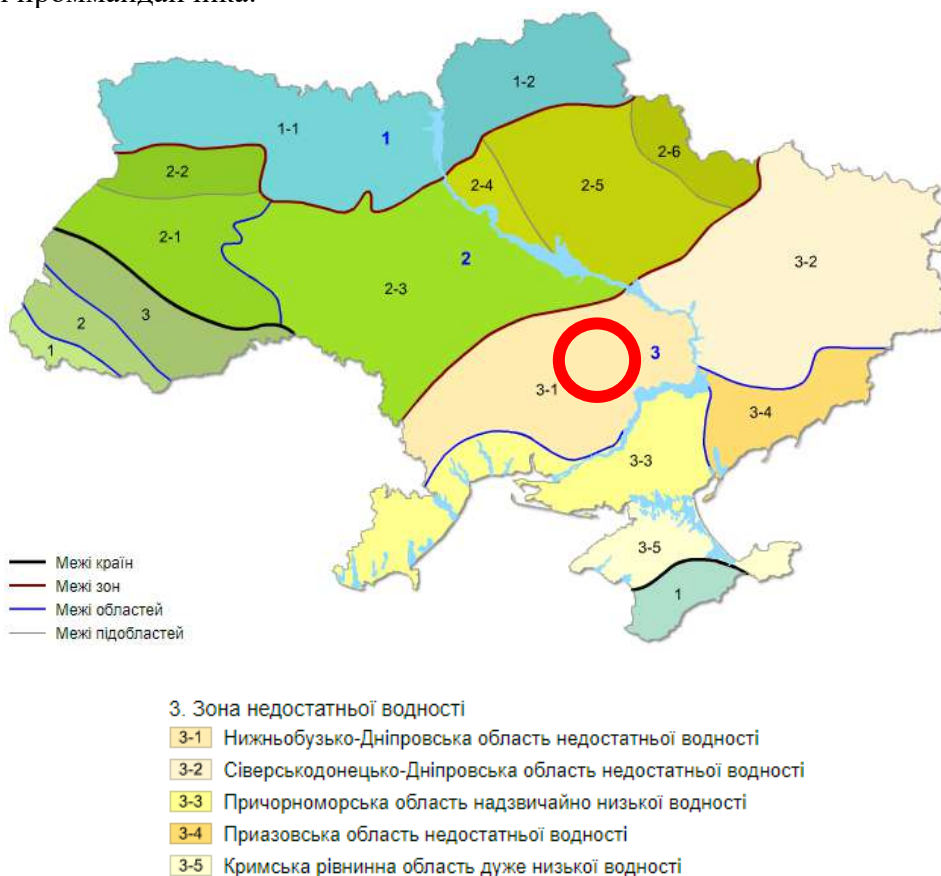 проммайданчика.
1-2
1-1
1
2-2
2-4
2-5
2-6
2-1
2
2-3
3-2
3
2
1
3
3-1
3-4
3-3
3-5
1
Межі країн
Межі зон
Межі областей
Межі підобластей
3. Зона недостатньої водності
3-1 Нижньобузько-Дніпровська область недостатньої водності
3-2 Сіверськодонецько-Дніпровська область недостатньої водності
3-3 Причорноморська область надзвичайно низької водності
3-4 Приазовська область недостатньої водності
3-5 Кримська рівнинна область дуже низької водності